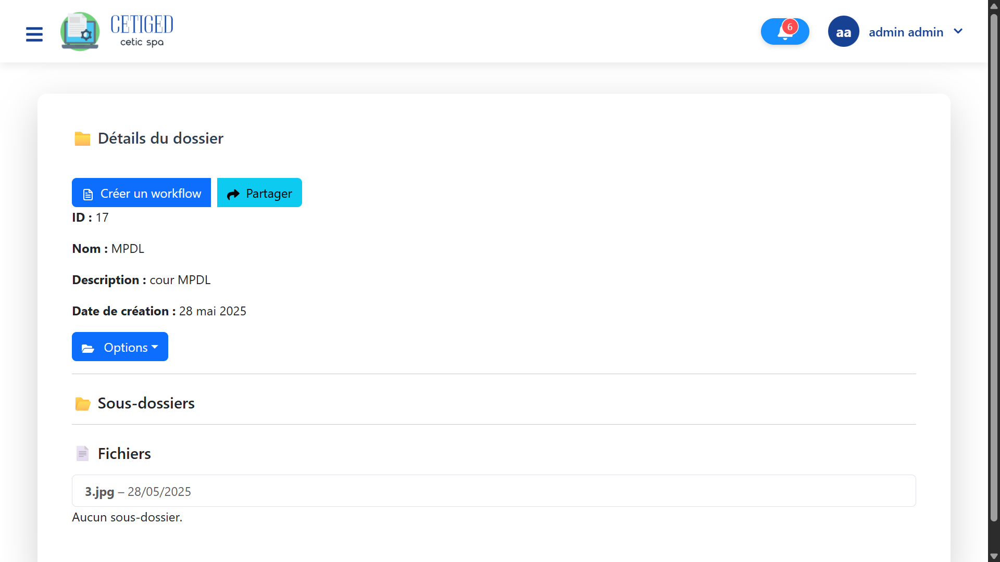 CETIGED
cetic spa
6
aa
admin admin
Détails du dossier
Créer un workflow
Partager
ID : 17
Nom : MPDL
Description : cour MPDL
Date de création : 28 mai 2025
Options
Sous-dossiers
Fichiers
3.jpg – 28/05/2025
Aucun sous-dossier.